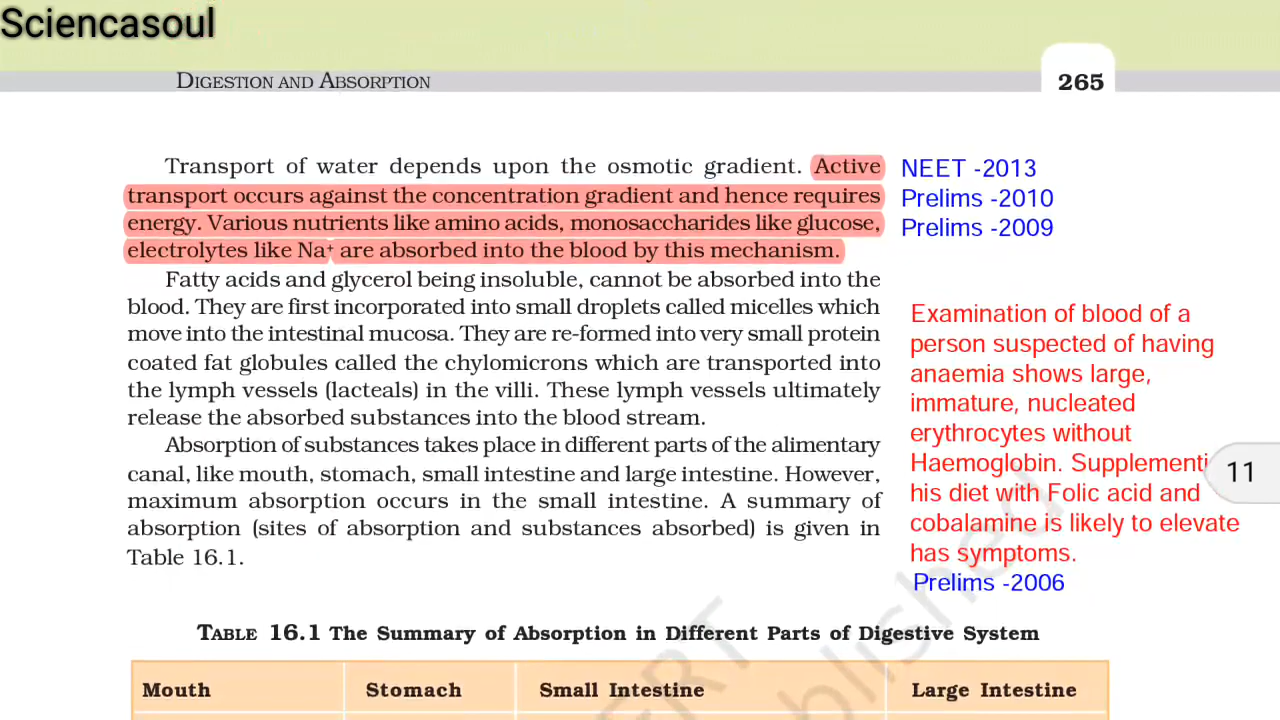 Sciencasoul
DIGESTION AND ABSORPTION
265
Transport of water depends upon the osmotic gradient. Active
transport occurs against the concentration gradient and hence requires
energy. Various nutrients like amino acids, monosaccharides like glucose,
electrolytes like Na⁺ are absorbed into the blood by this mechanism.
NEET -2013
Prelims -2010
Prelims -2009
Fatty acids and glycerol being insoluble, cannot be absorbed into the
blood. They are first incorporated into small droplets called micelles which
move into the intestinal mucosa. They are re-formed into very small protein
coated fat globules called the chylomicrons which are transported into
the lymph vessels (lacteals) in the villi. These lymph vessels ultimately
release the absorbed substances into the blood stream.
Absorption of substances takes place in different parts of the alimentary
canal, like mouth, stomach, small intestine and large intestine. However,
maximum absorption occurs in the small intestine. A summary of
absorption (sites of absorption and substances absorbed) is given in
Table 16.1.
Examination of blood of a
person suspected of having
anaemia shows large,
immature, nucleated
erythrocytes without
Haemoglobin. Supplementi
his diet with Folic acid and
cobalamine is likely to elevate
has symptoms.
Prelims -2006
11
TABLE 16.1 The Summary of Absorption in Different Parts of Digestive System
Mouth Stomach Small Intestine Large Intestine